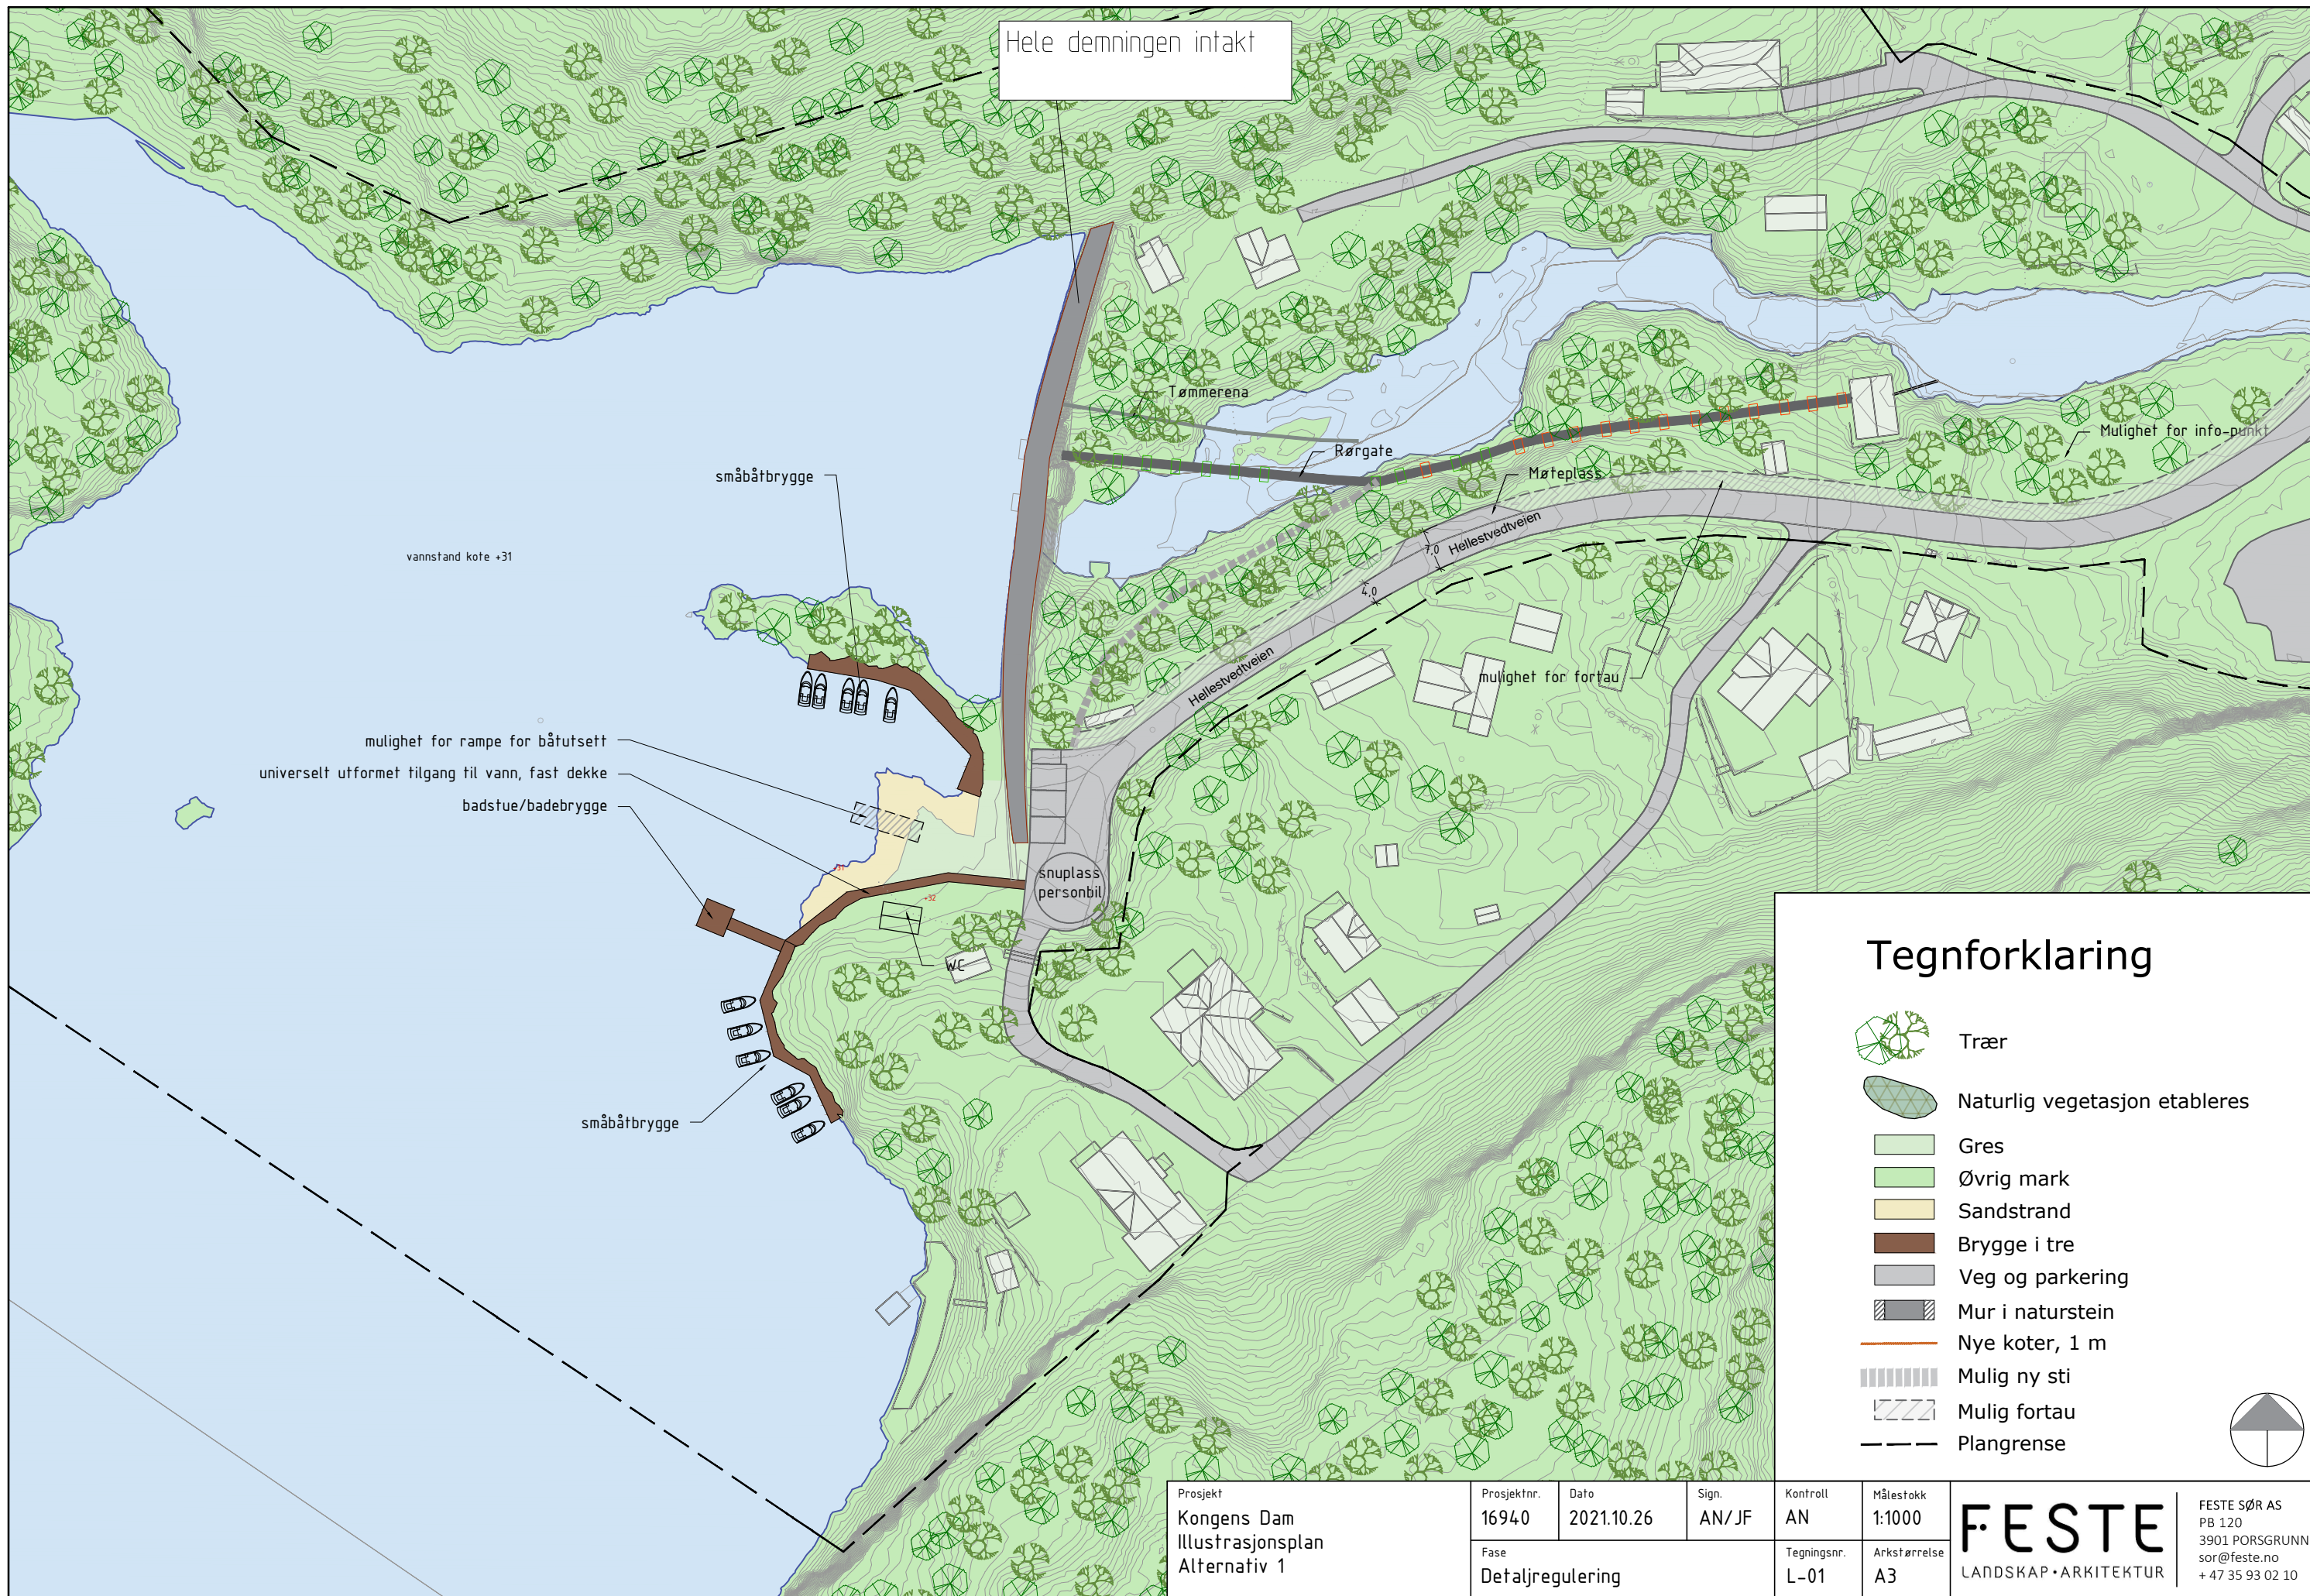 Hele demningen intakt
Tømmerena
Rørgate
Mulighet for info-punkt
småbåtbrygge
Møteplass
Hellestvedtveien
7,0
4,0
vannstand kote +31
Hellestvedtveien
mulighet for fortau
mulighet for rampe for båtutsett
universelt utformet tilgang til vann, fast dekke
badstue/badebrygge
+31
+32
snuplass
personbil
WC
småbåtbrygge
Tegnforklaring
Trær
Naturlig vegetasjon etableres
Gres
Øvrig mark
Sandstrand
Brygge i tre
Veg og parkering
Mur i naturstein
Nye koter, 1 m
Mulig ny sti
Mulig fortau
Plangrense
Prosjekt
Kongens Dam
Illustrasjonsplan
Alternativ 1
Prosjektnr.
16940
Dato
2021.10.26
Sign.
AN/JF
Kontroll
AN
Målestokk
1:1000
Fase
Detaljregulering
Tegningsnr.
L-01
Arkstørrelse
A3
FESTE
LANDSKAP•ARKITEKTUR
FESTE SØR AS
PB 120
3901 PORSGRUNN
sor@feste.no
+ 47 35 93 02 10